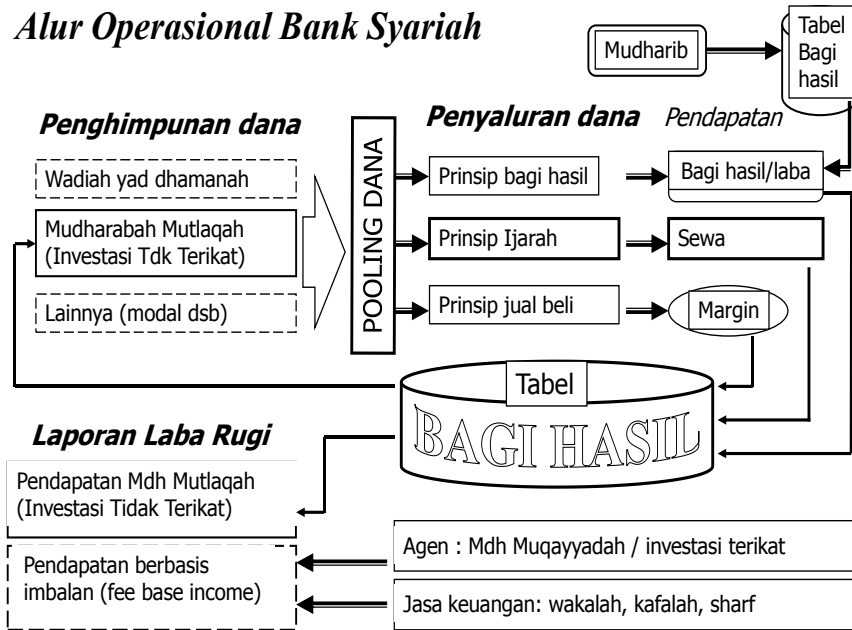 Alur Operasional Bank Syariah
Mudharib
Tabel
Bagi
hasil
Penghimpunan dana
Penyaluran dana
Pendapatan
Wadiah yad dhamanah
Mudharabah Mutlaqah
(Investasi Tdk Terikat)
Lainnya (modal dsb)
POOLING DANA
Prinsip bagi hasil
Bagi hasil/laba
Prinsip Ijarah
Sewa
Prinsip jual beli
Margin
Tabel
BAGI HASIL
Laporan Laba Rugi
Pendapatan Mdh Mutlaqah
(Investasi Tidak Terikat)
Pendapatan berbasis
imbalan (fee base income)
Agen : Mdh Muqayyadah / investasi terikat
Jasa keuangan: wakalah, kafalah, sharf